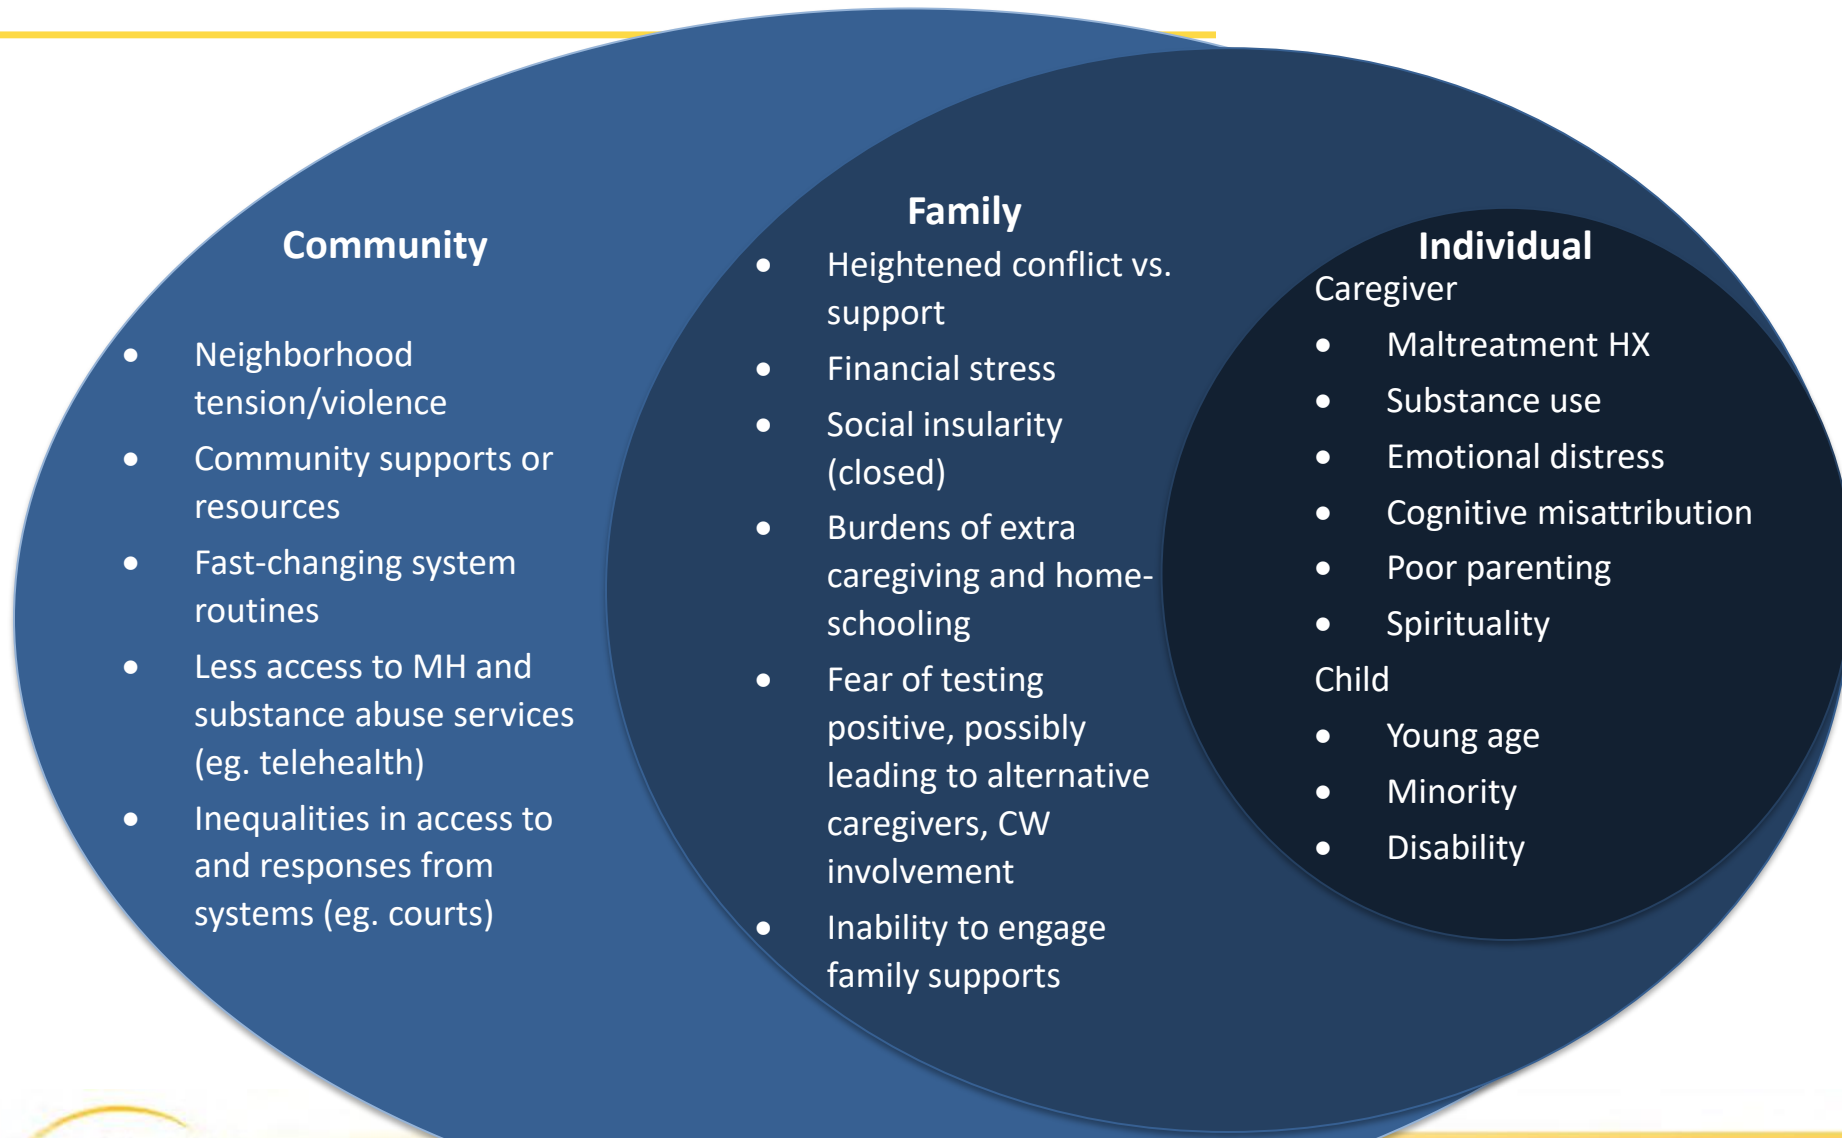 Community
• Neighborhood
tension/violence
• Community supports or
resources
• Fast-changing system
routines
• Less access to MH and
substance abuse services
(eg. telehealth)
• Inequalities in access to
and responses from
systems (eg. courts)
Family
• Heightened conflict vs.
support
• Financial stress
• Social insularity
(closed)
• Burdens of extra
caregiving and home-
schooling
• Fear of testing
positive, possibly
leading to alternative
caregivers, CW
involvement
• Inability to engage
family supports
Individual
Caregiver
• Maltreatment HX
• Substance use
• Emotional distress
• Cognitive misattribution
• Poor parenting
• Spirituality
Child
• Young age
• Minority
• Disability